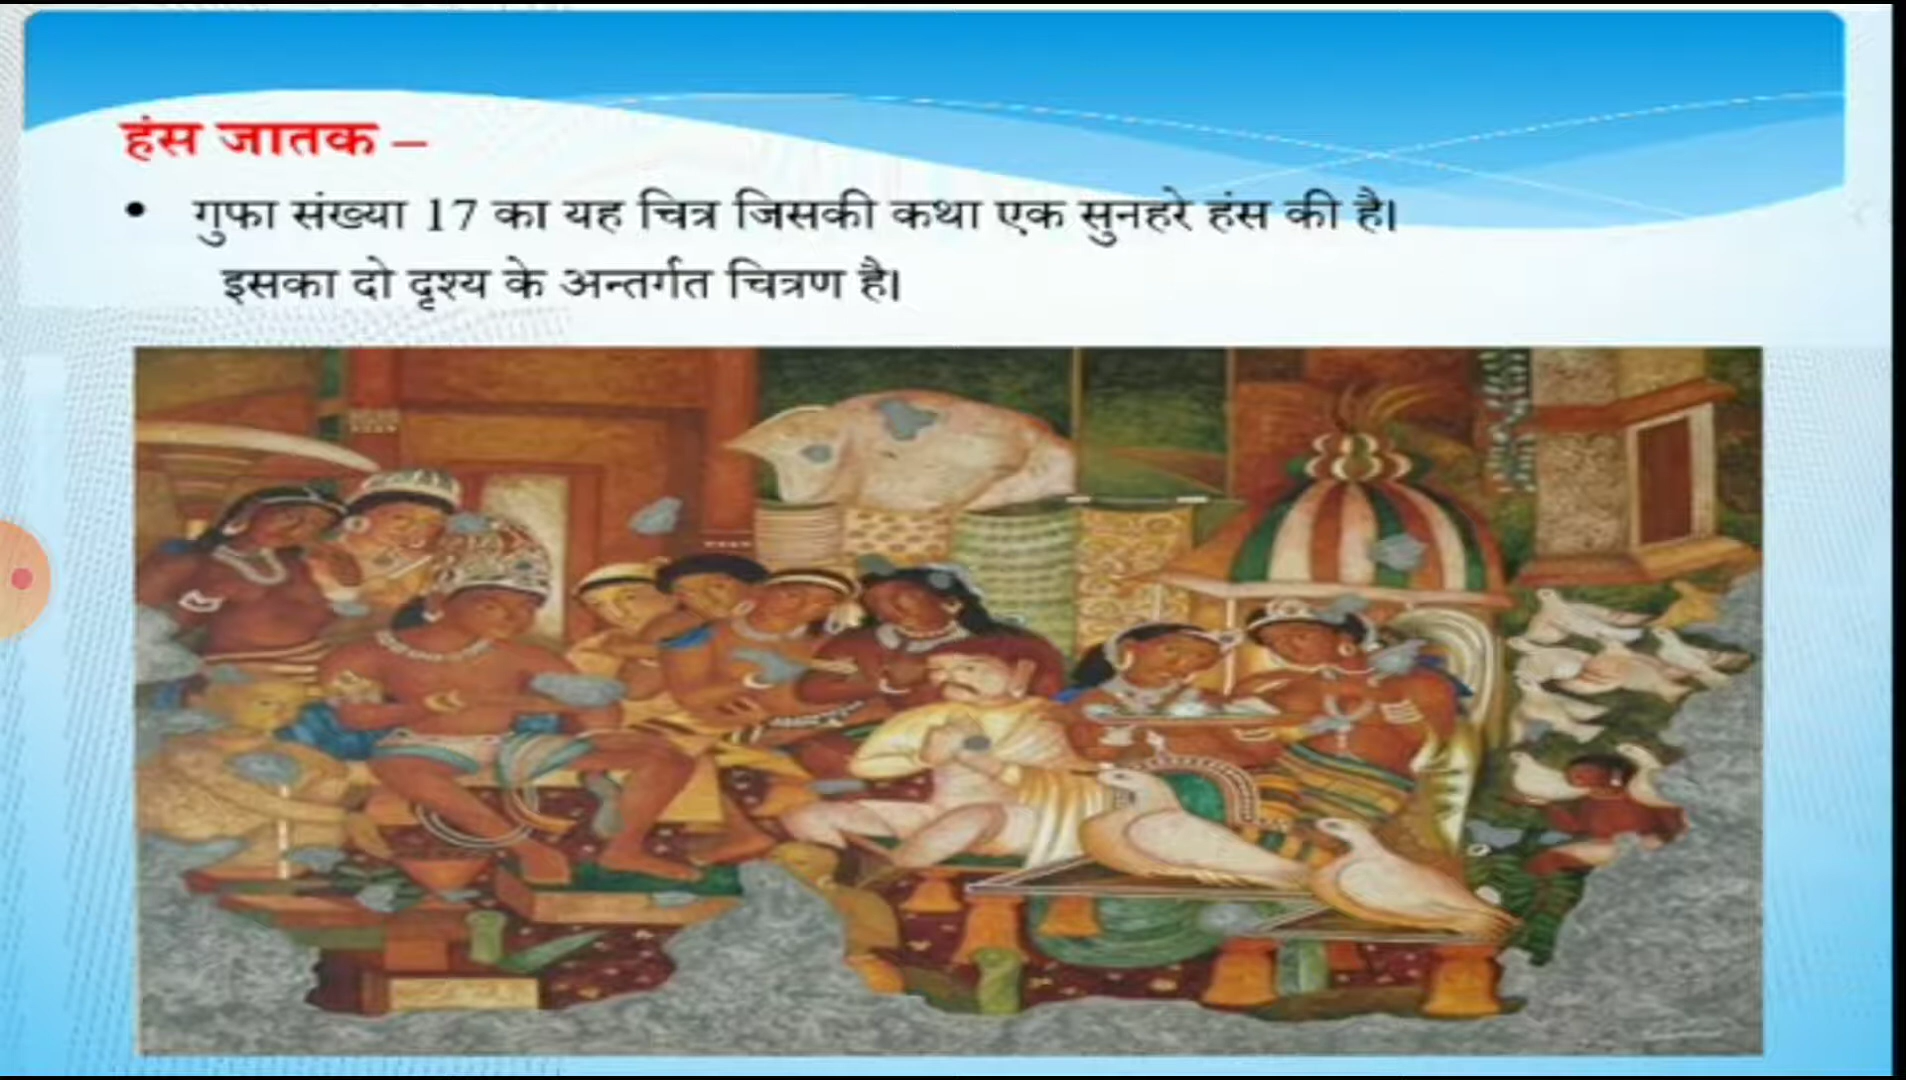 हंस जातक –
• गुफा संख्या 17 का यह चित्र जिसकी कथा एक सुनहरे हंस की है।
इसका दो दृश्य के अन्तर्गत चित्रण है।